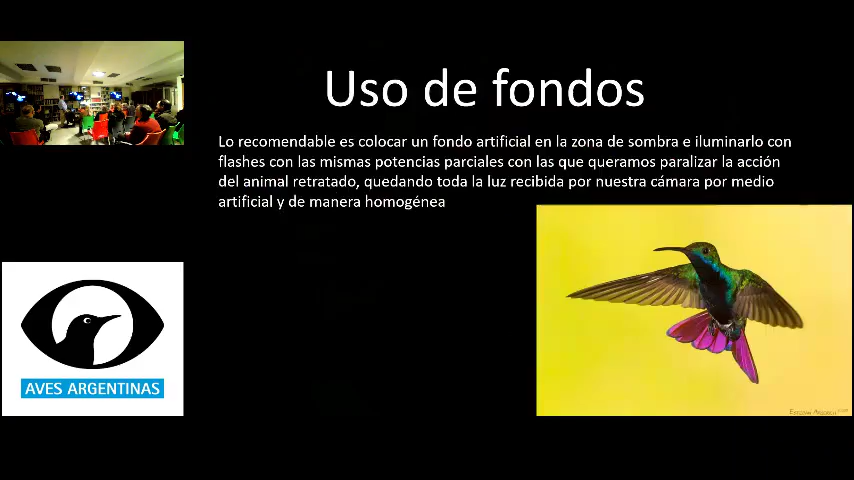 Uso de fondos
Lo recomendable es colocar un fondo artificial en la zona de sombra e iluminarlo con
flashes con las mismas potencias parciales con las que queramos paralizar la acción
del animal retratado, quedando toda la luz recibida por nuestra cámara por medio
artificial y de manera homogénea
AVES ARGENTINAS